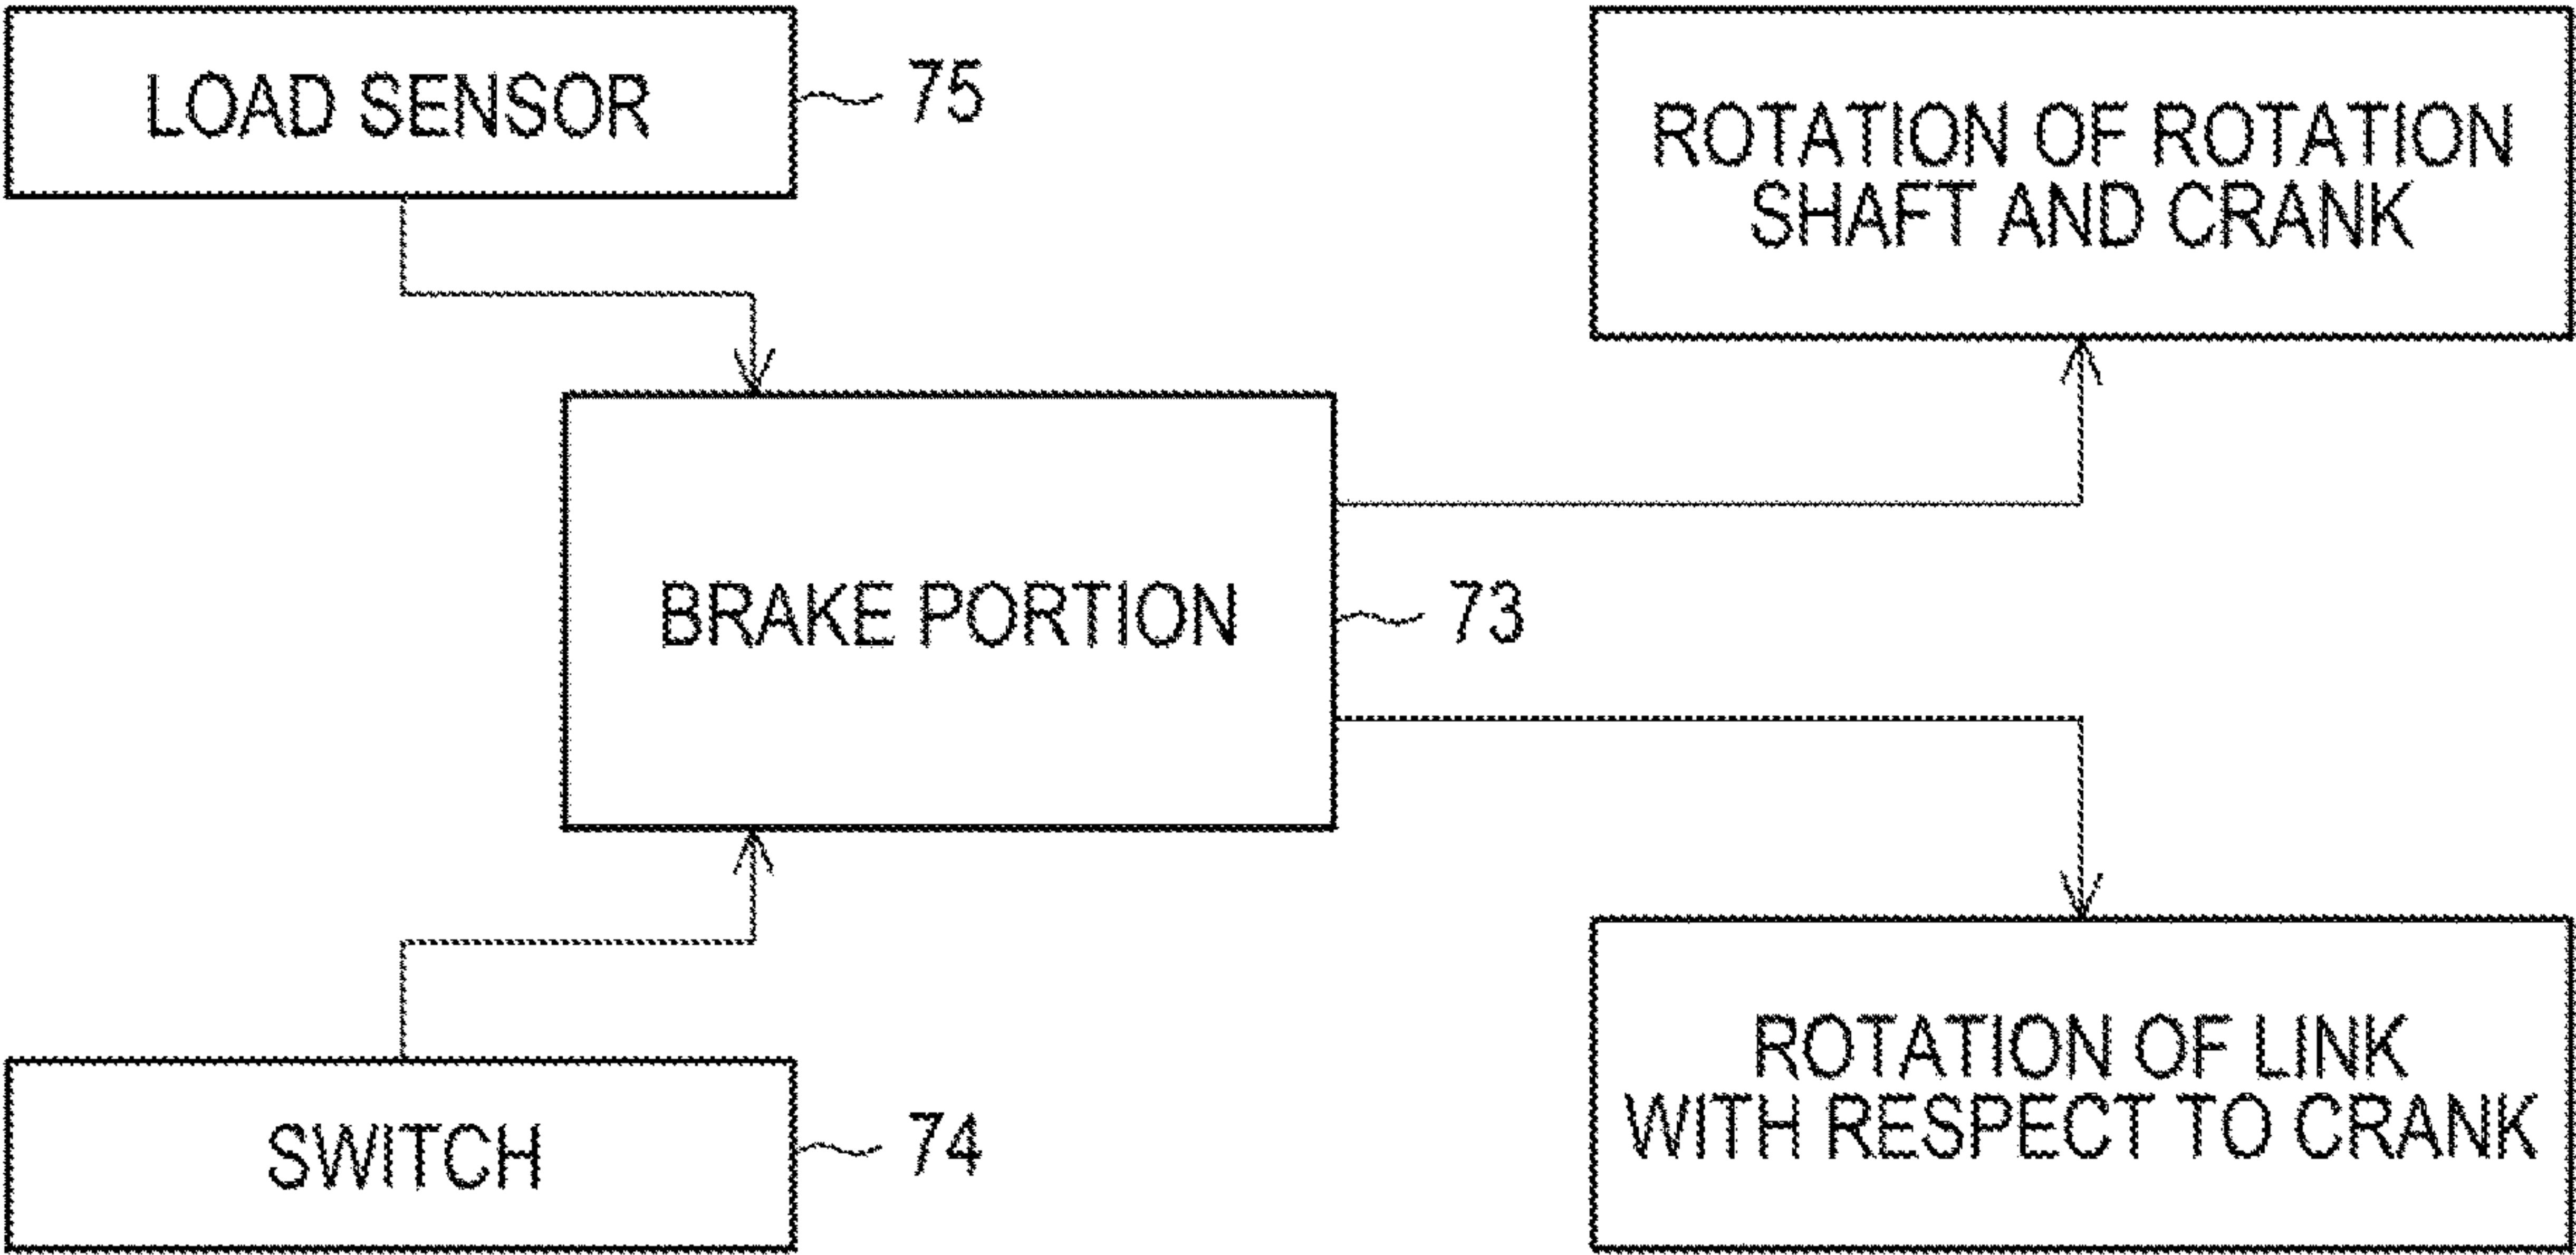 LOAD SENSOR
75
ROTATION OF ROTATION
SHAFT AND CRANK
BRAKE PORTION
73
SWITCH
74
ROTATION OF LINK
WITH RESPECT TO CRANK